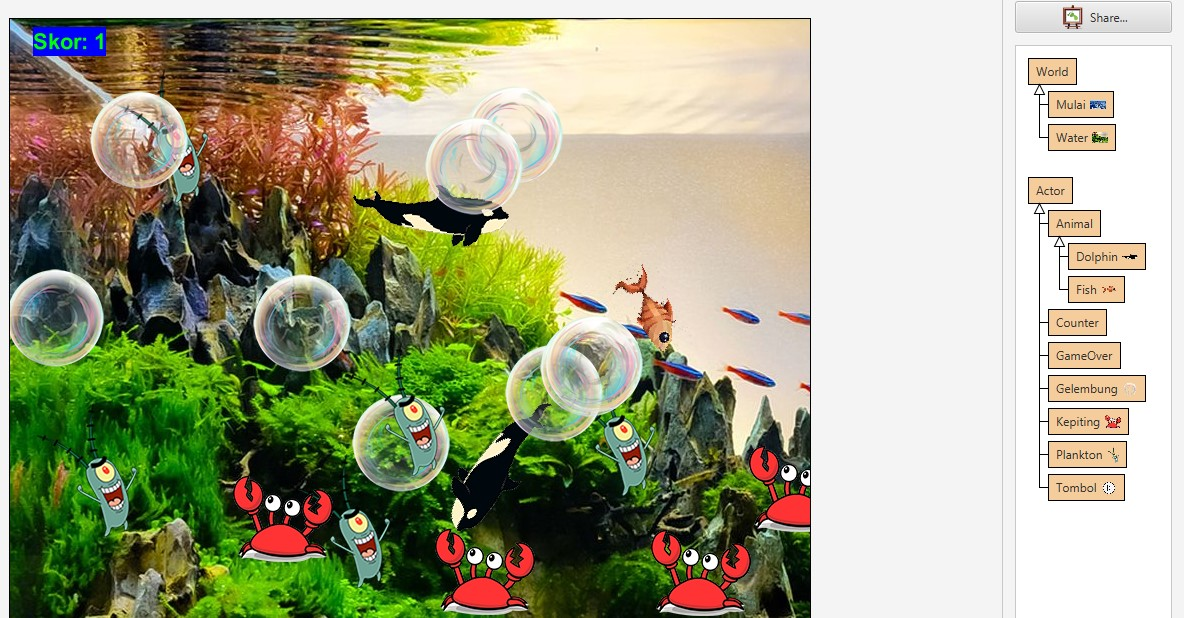 Skor: 1
Share...
World
Mulai
Water
Actor
Animal
Dolphin
Fish
Counter
GameOver
Gelembung
Kepiting
Plankton
Tombol